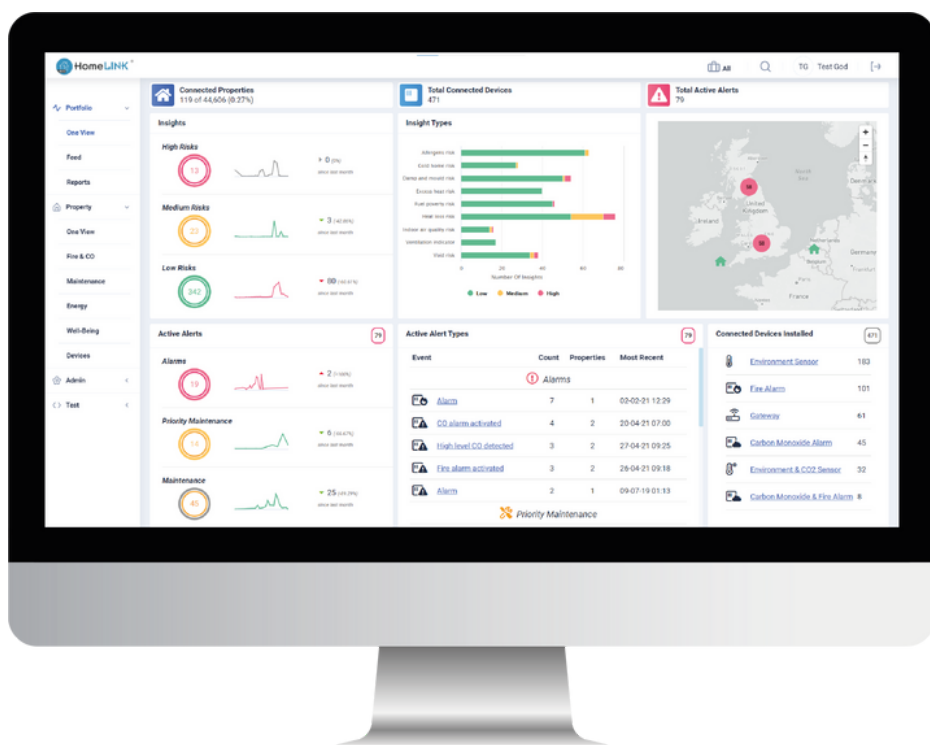 HomeLINK
All
TG Test God
Portfolio
One View
Feed
Reports
Property
One View
Fire & CO
Maintenance
Energy
Well-Being
Devices
Admin
Test
Connected Properties
119 of 44,606 (0.27%)
Total Connected Devices
471
Total Active Alerts
79
Insights
High Risks
13
0 (0%)
since last month
Medium Risks
23
3
since last month
Low Risks
342
80
since last month
Insight Types
Allergens risk
Cold home risk
Damp and mould risk
Excess heat risk
Fuel poverty risk
Heat loss risk
Indoor air quality risk
Ventilation indicator
Void risk
0 20 40 60 80
Number Of Insights
Low Medium High
North Sea
Denmark
United Kingdom
Ireland
Netherlands
Belgium
Germany
Frankfurt
Paris
France
Active Alerts
79
Alarms
19
2
since last month
Priority Maintenance
14
6
since last month
Maintenance
45
25
since last month
Active Alert Types
79
Event Count Properties Most Recent
Alarms
Alarm 7 1 02-02-21 12:29
CO alarm activated 4 2 20-04-21 07:00
High level CO detected 3 2 27-04-21 09:25
Fire alarm activated 3 2 26-04-21 09:18
Alarm 2 1 09-07-19 01:13
Priority Maintenance
Connected Devices Installed
471
Environment Sensor 183
Fire Alarm 101
Gateway 61
Carbon Monoxide Alarm 45
Environment & CO2 Sensor 32
Carbon Monoxide & Fire Alarm 8